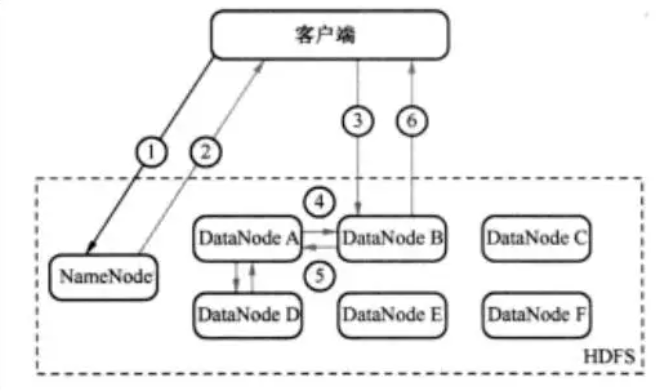 客户端
① ② ③ ⑥
④
DataNode A DataNode B DataNode C
NameNode
⑤
DataNode D DataNode E DataNode F
HDFS